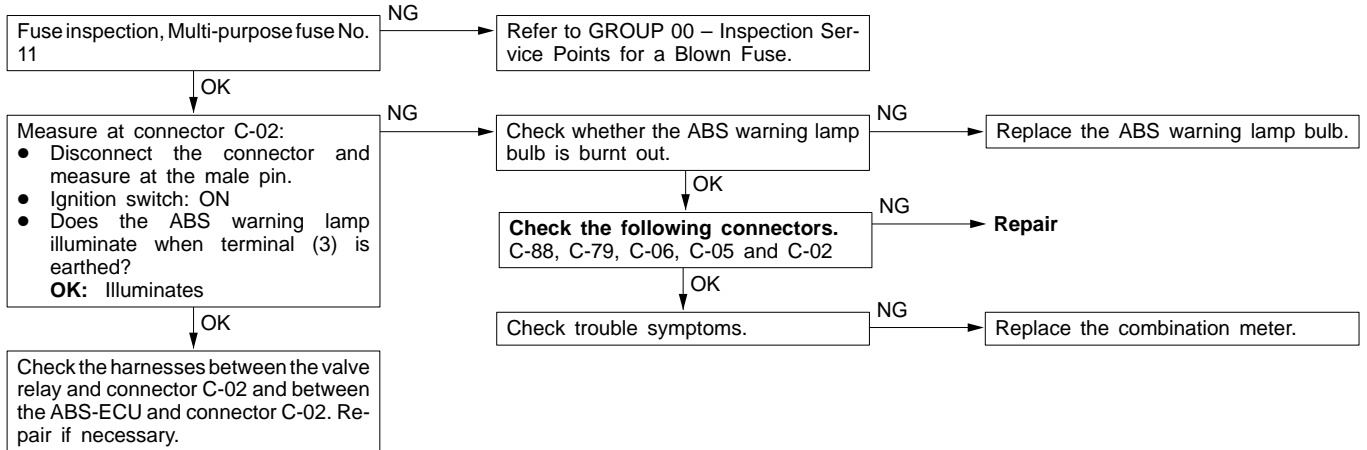 Fuse inspection, Multi-purpose fuse No.
11
NG
Refer to GROUP 00 – Inspection Ser-
vice Points for a Blown Fuse.
OK
Measure at connector C-02:
● Disconnect the connector and
measure at the male pin.
● Ignition switch: ON
● Does the ABS warning lamp
illuminate when terminal (3) is
earthed?
OK: Illuminates
NG
Check whether the ABS warning lamp
bulb is burnt out.
NG
Replace the ABS warning lamp bulb.
OK
Check the following connectors.
C-88, C-79, C-06, C-05 and C-02
NG
Repair
OK
Check trouble symptoms.
NG
Replace the combination meter.
OK
Check the harnesses between the valve
relay and connector C-02 and between
the ABS-ECU and connector C-02. Re-
pair if necessary.